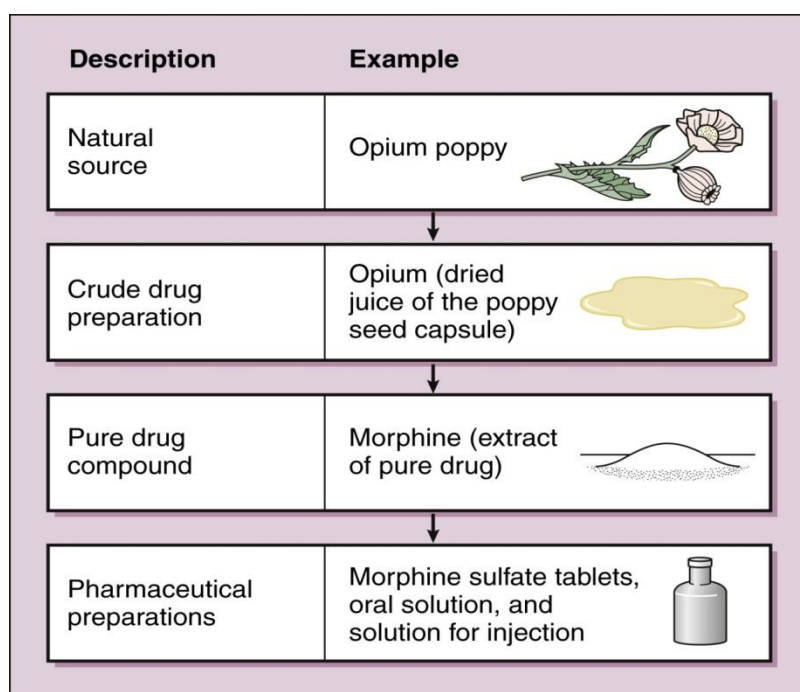 Description Example
Natural
source
Opium poppy
Crude drug
preparation
Opium (dried
juice of the poppy
seed capsule)
Pure drug
compound
Morphine (extract
of pure drug)
Pharmaceutical
preparations
Morphine sulfate tablets,
oral solution, and
solution for injection